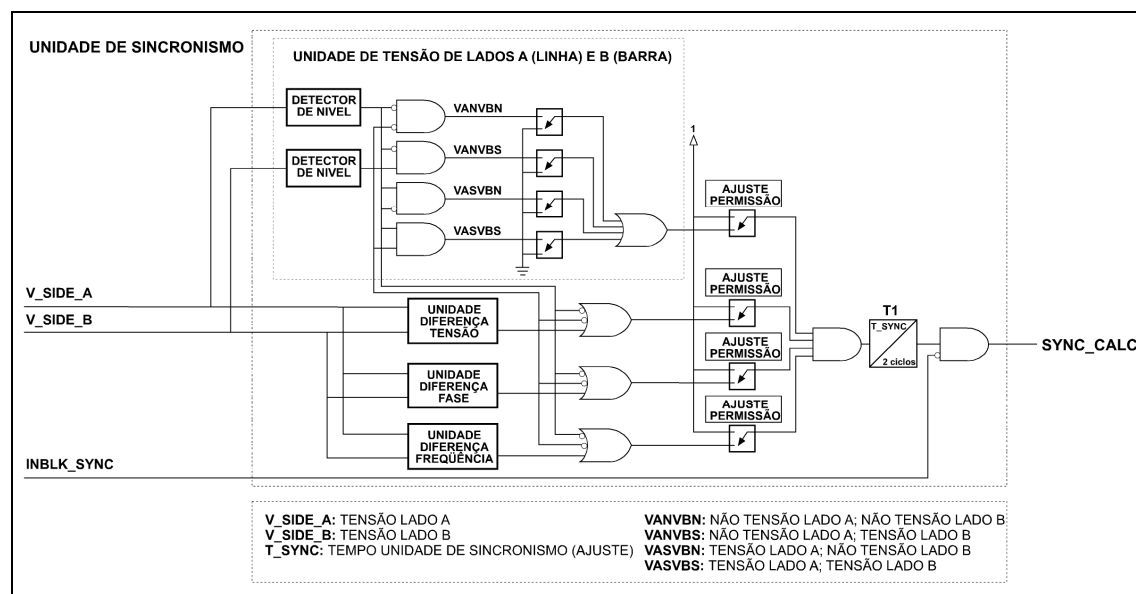 UNIDADE DE SINCRONISMO
UNIDADE DE TENSÃO DE LADOS A (LINHA) E B (BARRA)
DETECTOR
DE NIVEL
VANVBN
DETECTOR
DE NIVEL
VANVBS
VASVBN
VASVBS
1
AJUSTE
PERMISSÃO
V_SIDE_A
V_SIDE_B
UNIDADE
DIFERENÇA
TENSÃO
AJUSTE
PERMISSÃO
T1
T_SYNC
2 ciclos
SYNC_CALC
UNIDADE
DIFERENÇA
FASE
AJUSTE
PERMISSÃO
UNIDADE
DIFERENÇA
FREQÜÊNCIA
AJUSTE
PERMISSÃO
INBLK_SYNC
V_SIDE_A: TENSÃO LADO A
V_SIDE_B: TENSÃO LADO B
T_SYNC: TEMPO UNIDADE DE SINCRONISMO (AJUSTE)
VANVBN: NÃO TENSÃO LADO A; NÃO TENSÃO LADO B
VANVBS: NÃO TENSÃO LADO A; TENSÃO LADO B
VASVBN: TENSÃO LADO A; NÃO TENSÃO LADO B
VASVBS: TENSÃO LADO A; TENSÃO LADO B